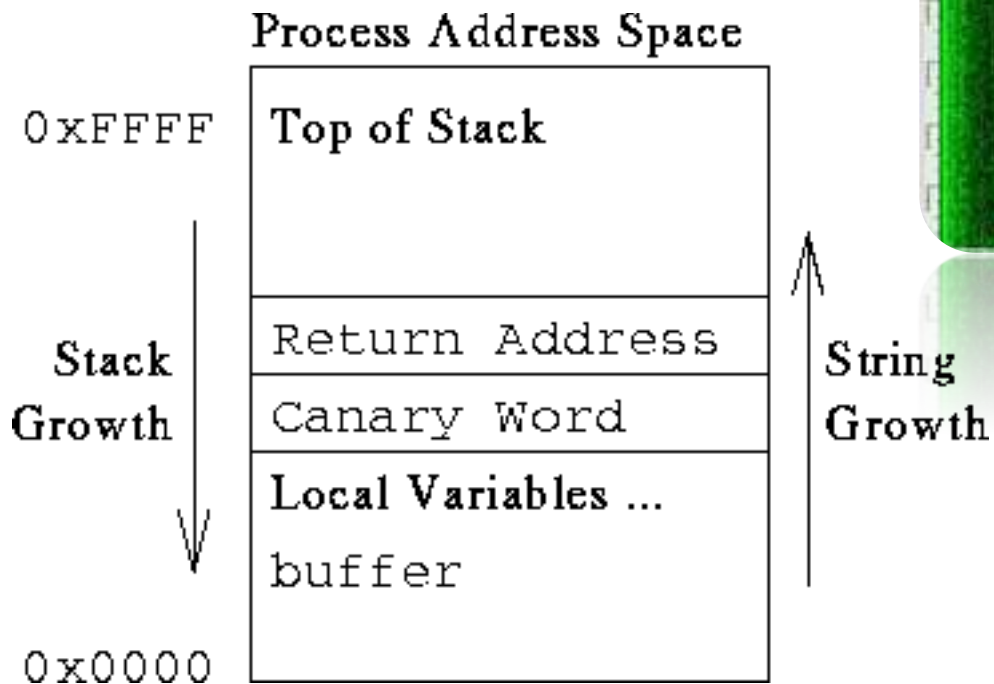 Process Address Space
0xFFFF
Top of Stack
Return Address
Stack
Growth
Canary Word
String
Growth
Local Variables ...
buffer
0x0000